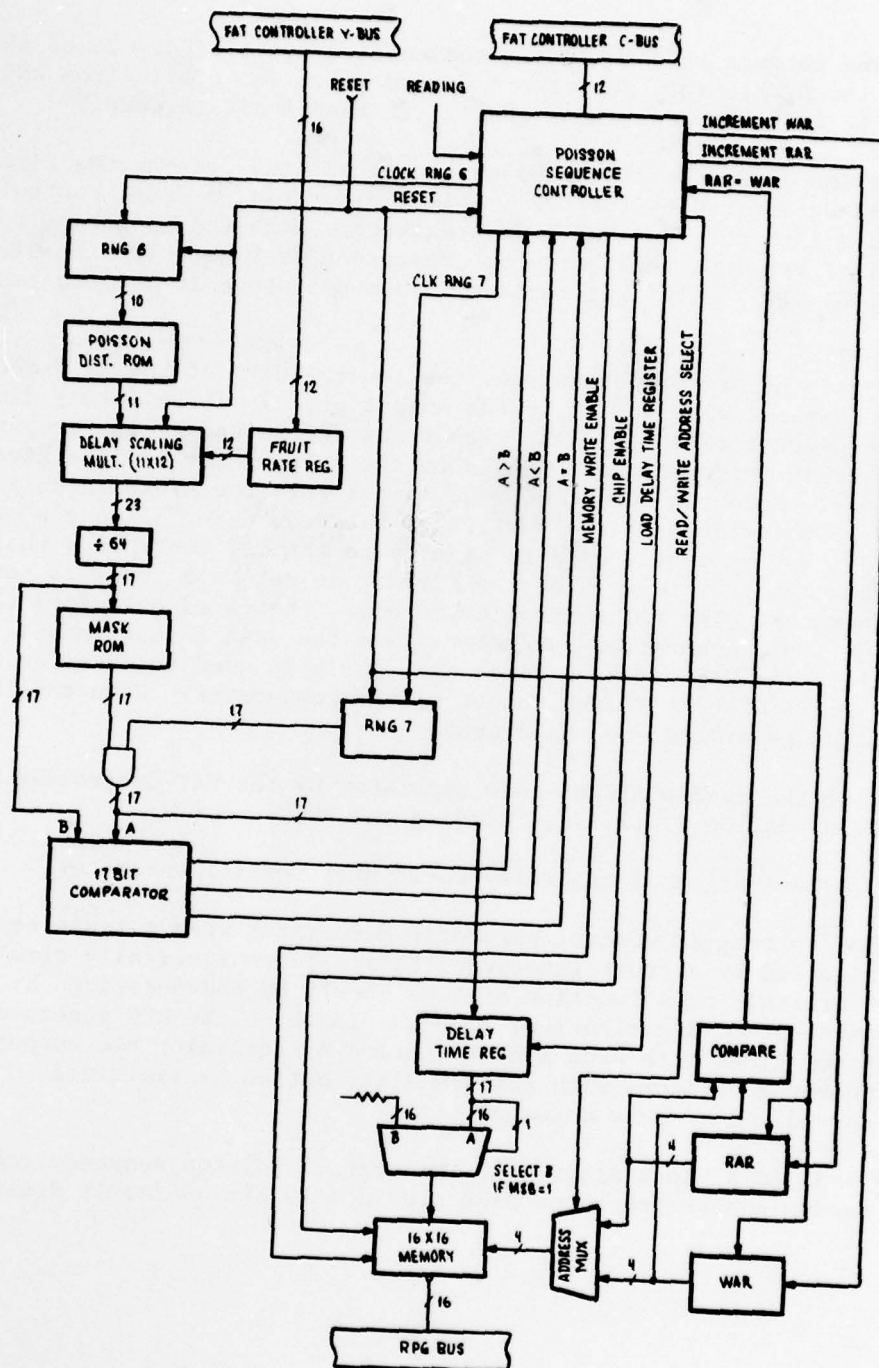 FAT CONTROLLER Y-BUS
FAT CONTROLLER C-BUS
RESET
READING
12
16
INCREMENT WAR
INCREMENT RAR
RAR = WAR
POISSON
SEQUENCE
CONTROLLER
CLOCK RNG 6
RESET
RNG 6
CLK RNG 7
10
POISSON
DIST. ROM
11
12
DELAY SCALING
MULT. (11X12)
12
FRUIT
RATE REG.
A > B
A < B
A = B
MEMORY WRITE ENABLE
CHIP ENABLE
LOAD DELAY TIME REGISTER
READ/WRITE ADDRESS SELECT
23
÷ 64
17
MASK
ROM
17
17
17
RNG 7
17
17
B
A
17 BIT
COMPARATOR
DELAY
TIME REG
COMPARE
17
16
16
1
B
A
SELECT B
IF MSB=1
4
RAR
16 X 16
MEMORY
4
ADDRESS
MUX
4
WAR
16
RPG BUS